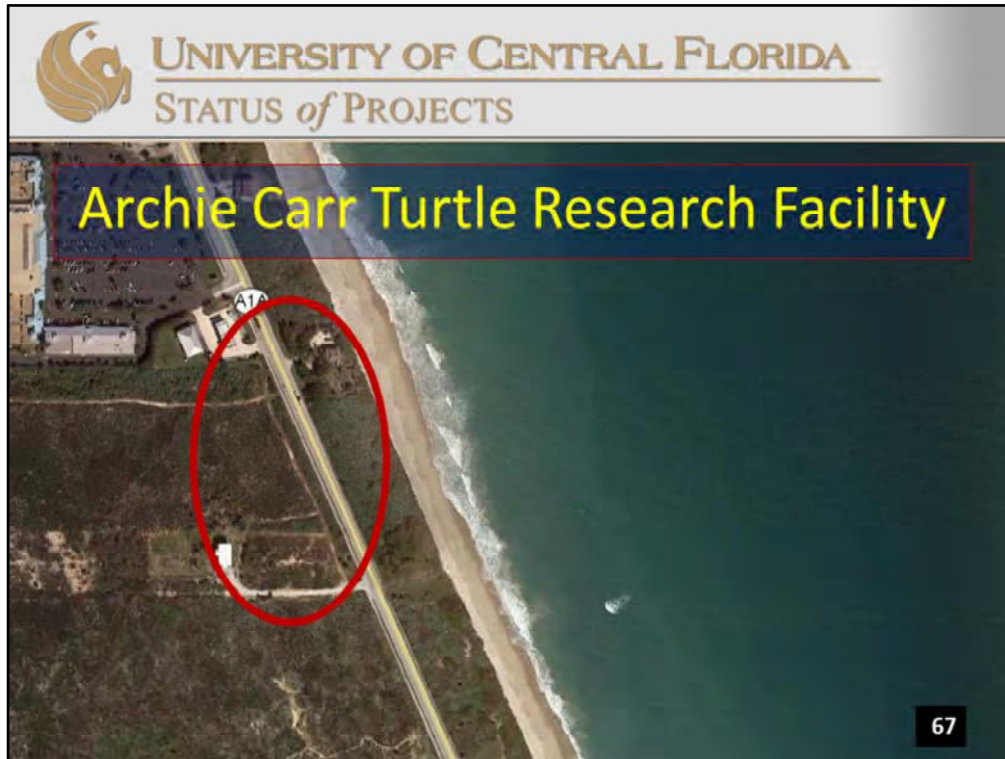 UNIVERSITY OF CENTRAL FLORIDA
STATUS of PROJECTS
Archie Carr Turtle Research Facility
A1A
67